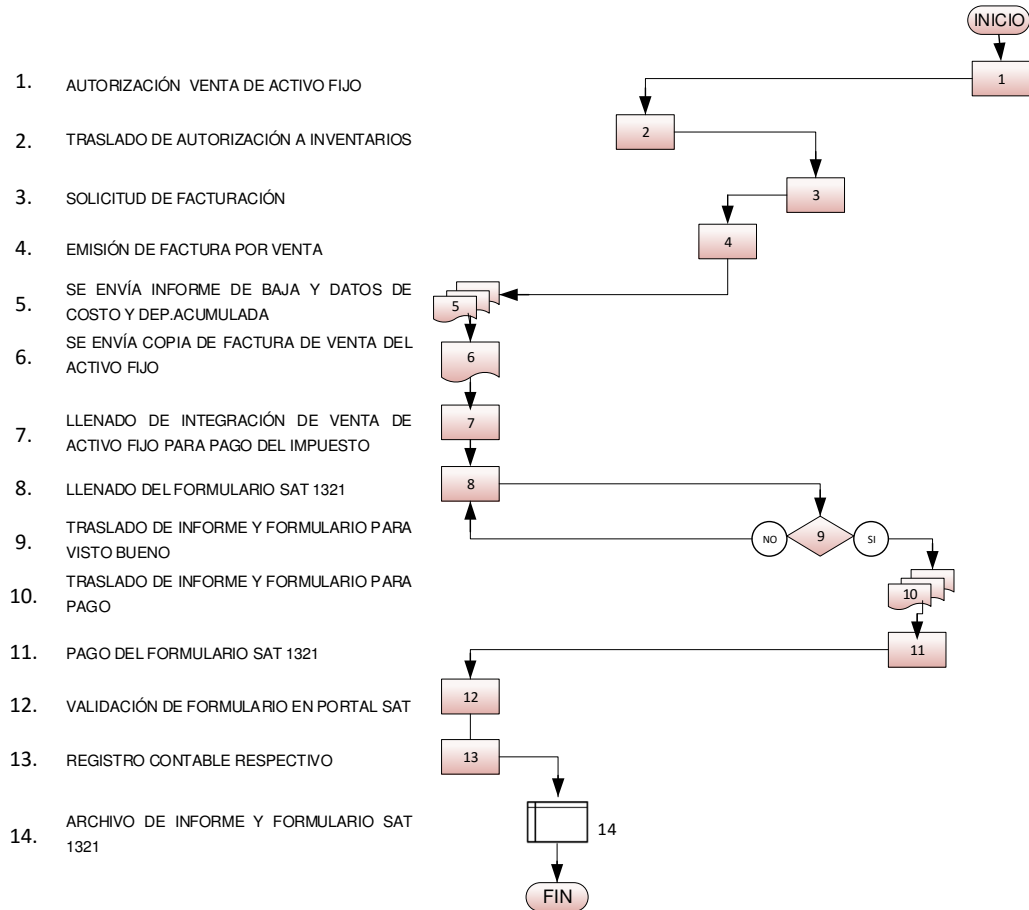 INICIO
1. AUTORIZACIÓN VENTA DE ACTIVO FIJO
1
2. TRASLADO DE AUTORIZACIÓN A INVENTARIOS
2
3. SOLICITUD DE FACTURACIÓN
3
4. EMISIÓN DE FACTURA POR VENTA
4
5. SE ENVÍA INFORME DE BAJA Y DATOS DE
COSTO Y DEP.ACUMULADA
5
6. SE ENVÍA COPIA DE FACTURA DE VENTA DEL
ACTIVO FIJO
6
7. LLENADO DE INTEGRACIÓN DE VENTA DE
ACTIVO FIJO PARA PAGO DEL IMPUESTO
7
8. LLENADO DEL FORMULARIO SAT 1321
8
9. TRASLADO DE INFORME Y FORMULARIO PARA
VISTO BUENO
NO
9
SI
10. TRASLADO DE INFORME Y FORMULARIO PARA
PAGO
10
11. PAGO DEL FORMULARIO SAT 1321
11
12. VALIDACIÓN DE FORMULARIO EN PORTAL SAT
12
13. REGISTRO CONTABLE RESPECTIVO
13
14. ARCHIVO DE INFORME Y FORMULARIO SAT
1321
14
FIN